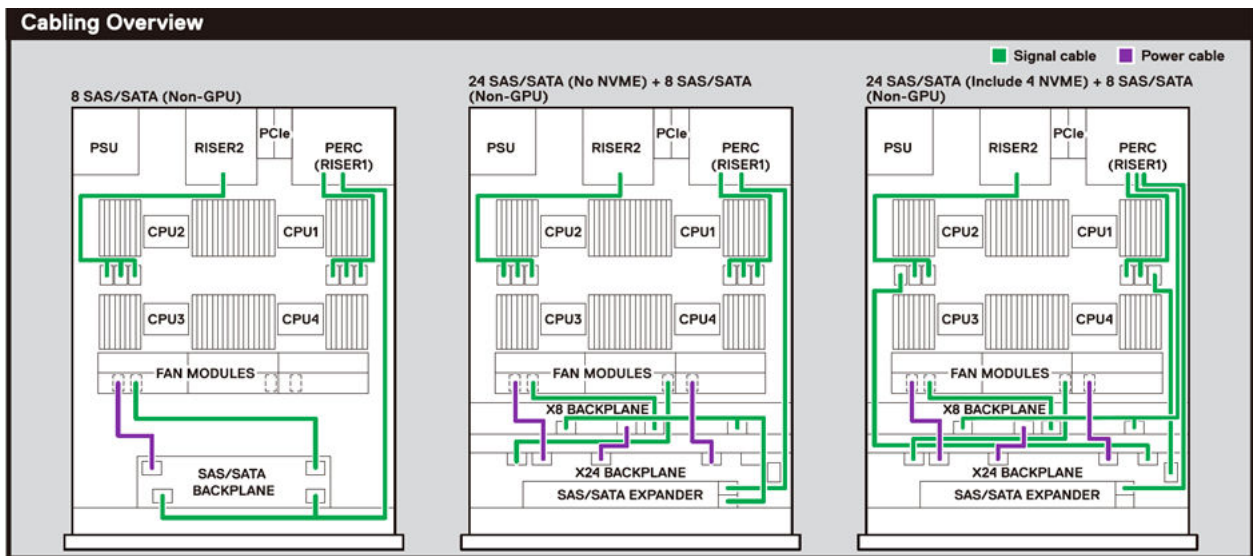 Cabling Overview
Signal cable
Power cable
8 SAS/SATA (Non-GPU)
PSU
RISER2
PCIe
PERC
(RISER1)
CPU2
CPU1
CPU3
CPU4
FAN MODULES
SAS/SATA
BACKPLANE
24 SAS/SATA (No NVME) + 8 SAS/SATA
(Non-GPU)
PSU
RISER2
PCIe
PERC
(RISER1)
CPU2
CPU1
CPU3
CPU4
FAN MODULES
X8 BACKPLANE
X24 BACKPLANE
SAS/SATA EXPANDER
24 SAS/SATA (Include 4 NVME) + 8 SAS/SATA
(Non-GPU)
PSU
RISER2
PCIe
PERC
(RISER1)
CPU2
CPU1
CPU3
CPU4
FAN MODULES
X8 BACKPLANE
X24 BACKPLANE
SAS/SATA EXPANDER